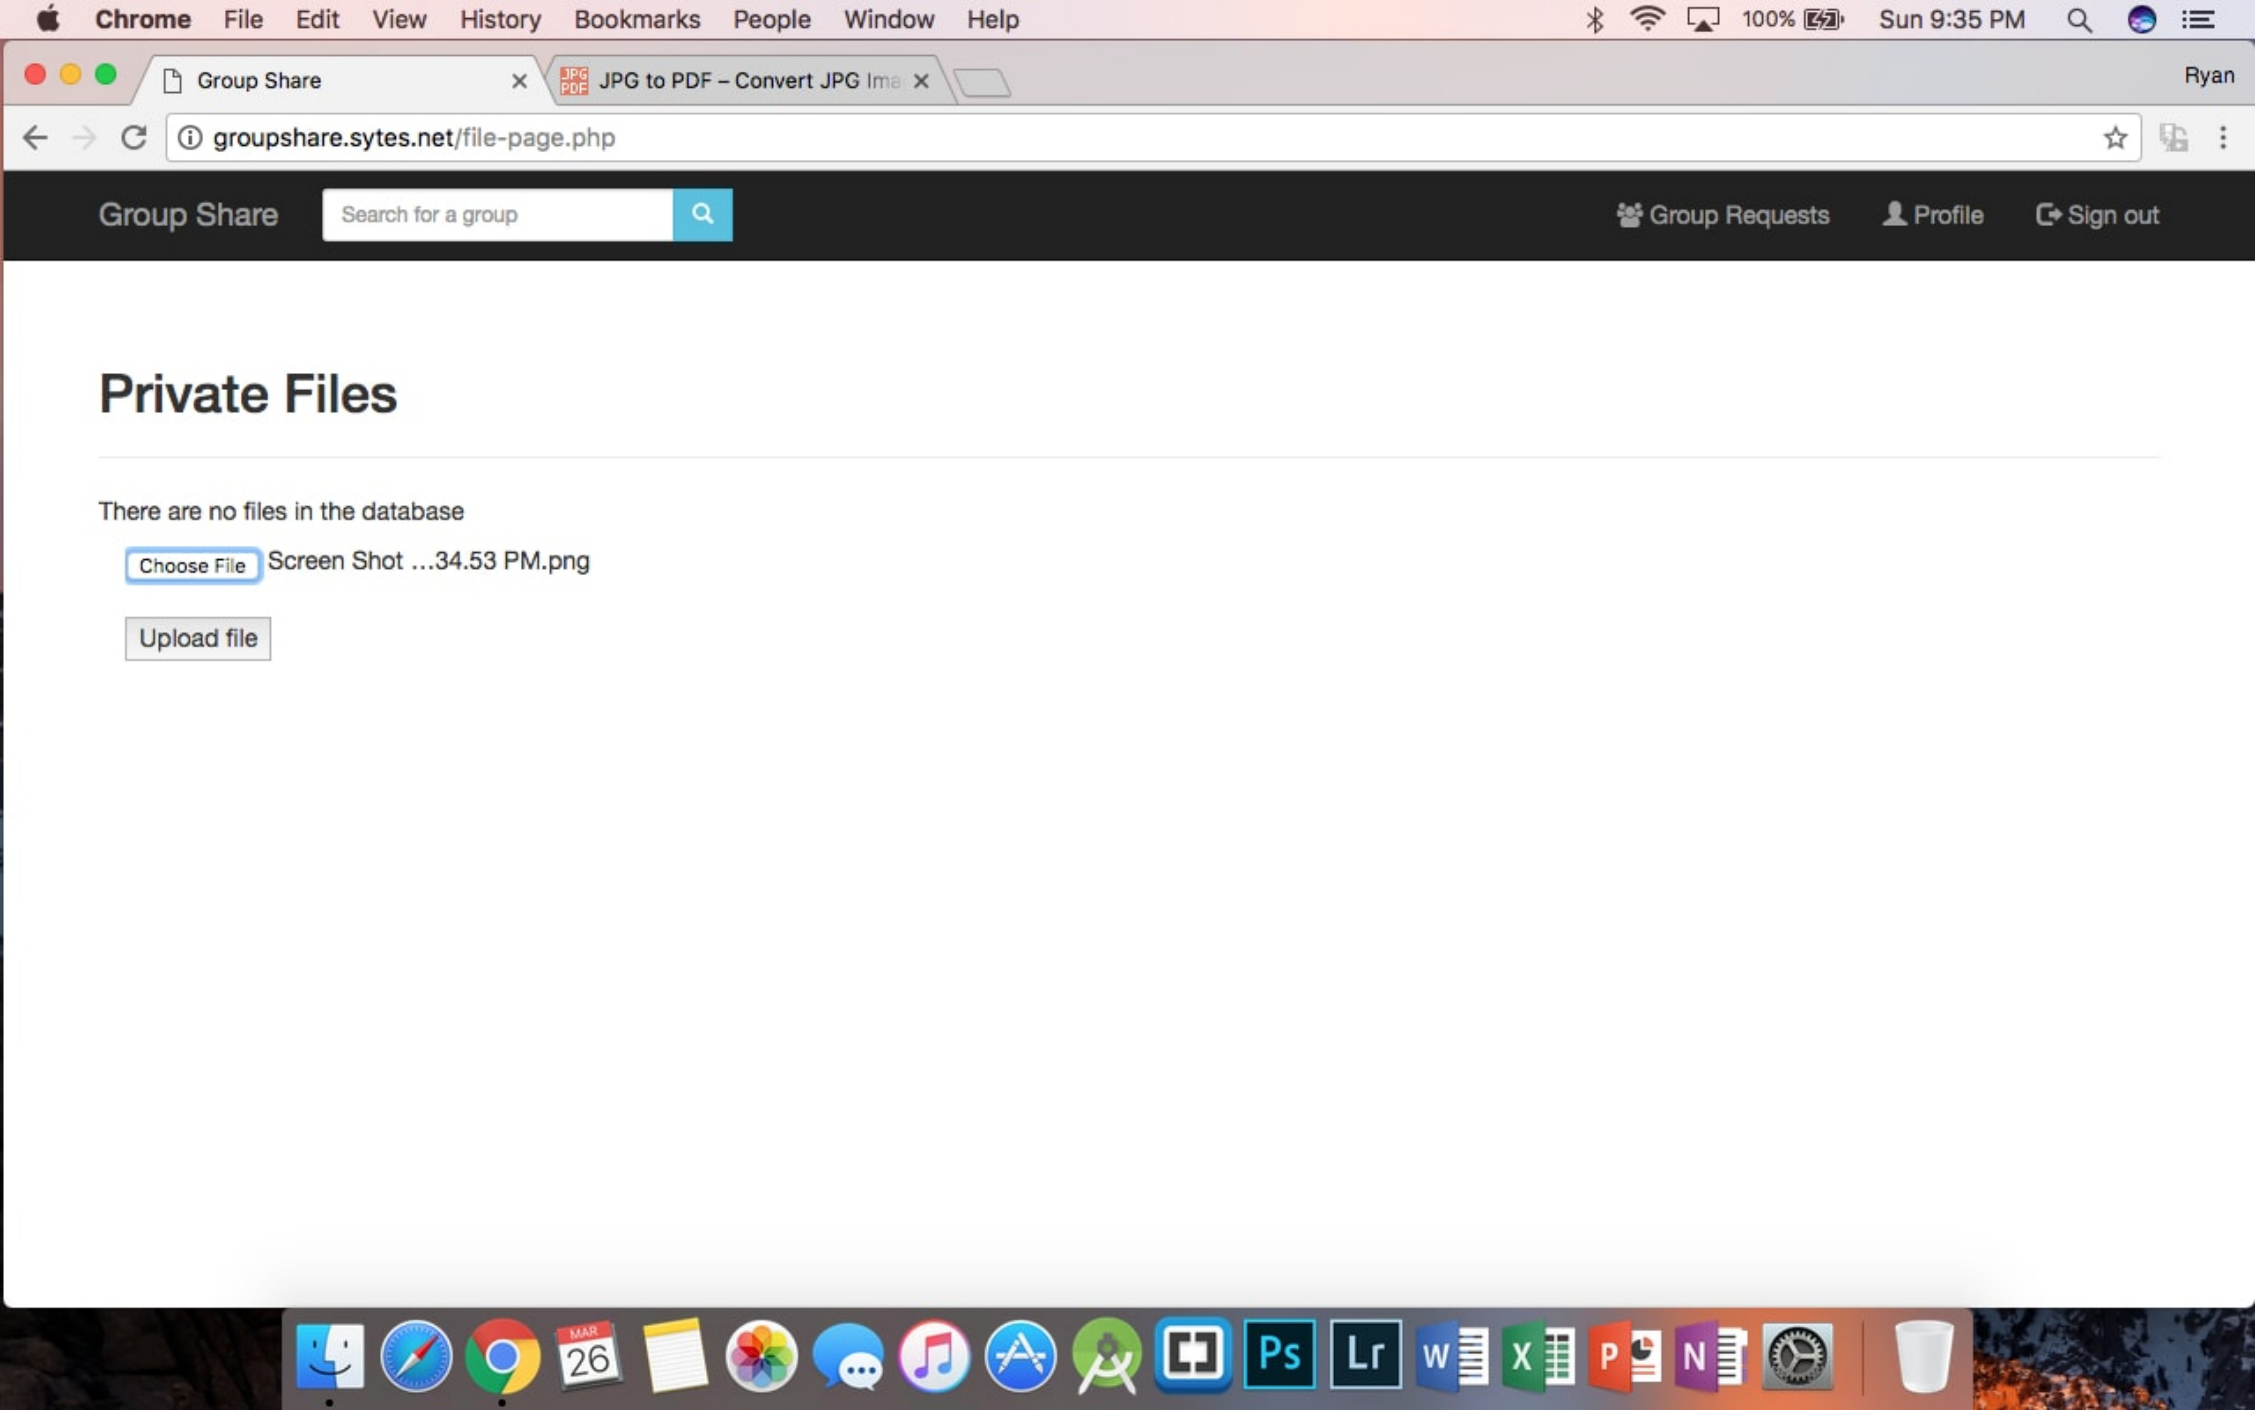 Chrome File Edit View History Bookmarks People Window Help 100% Sun 9:35 PM
Group Share JPG PDF JPG to PDF – Convert JPG Ima Ryan
groupshare.sytes.net/file-page.php
Group Share Search for a group Group Requests Profile Sign out
Private Files
There are no files in the database
Choose File Screen Shot ...34.53 PM.png
Upload file
MAR
26 Ps Lr W X P N